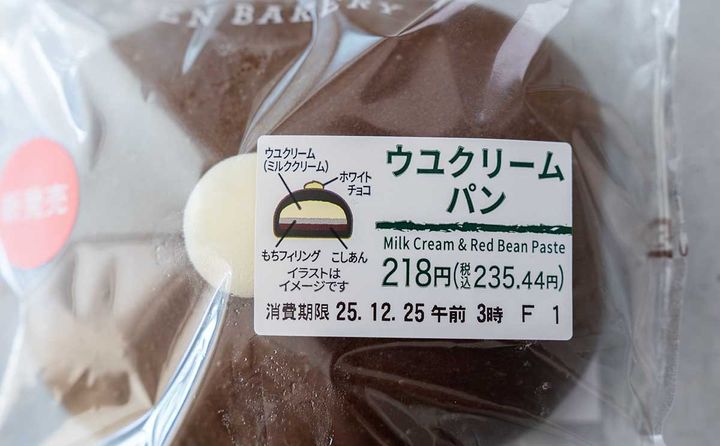 EN BAKERY
新発売
ウユクリーム
(ミルククリーム)
ホワイト
チョコ
もちフィリング
こしあん
イラストは
イメージです
ウユクリーム
パン
Milk Cream & Red Bean Paste
218円(税込235.44円)
消費期限 25.12.25 午前 3時 F 1